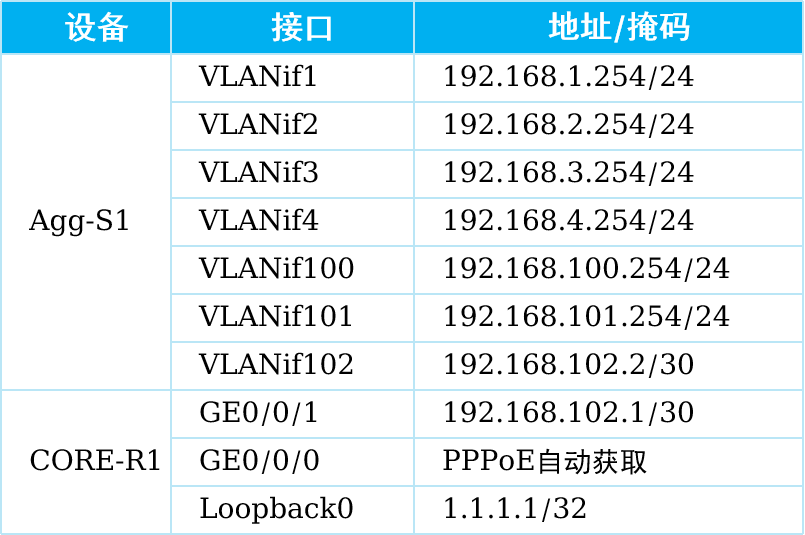 设备 接口 地址/掩码
Agg-S1
VLANif1 192.168.1.254/24
VLANif2 192.168.2.254/24
VLANif3 192.168.3.254/24
VLANif4 192.168.4.254/24
VLANif100 192.168.100.254/24
VLANif101 192.168.101.254/24
VLANif102 192.168.102.2/30
CORE-R1
GE0/0/1 192.168.102.1/30
GE0/0/0 PPPoE自动获取
Loopback0 1.1.1.1/32